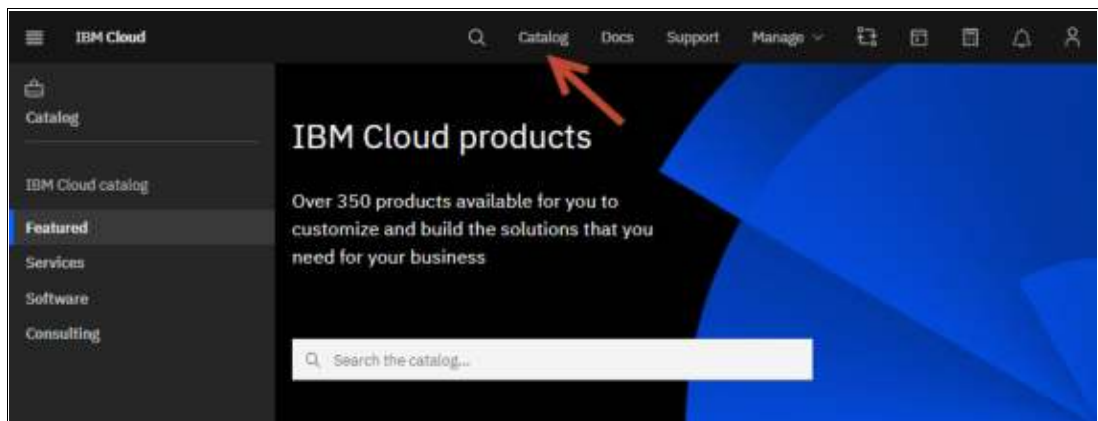 IBM Cloud
Catalog Docs Support Manage
Catalog
IBM Cloud catalog
Featured
Services
Software
Consulting
IBM Cloud products
Over 350 products available for you to
customize and build the solutions that you
need for your business
Search the catalog...